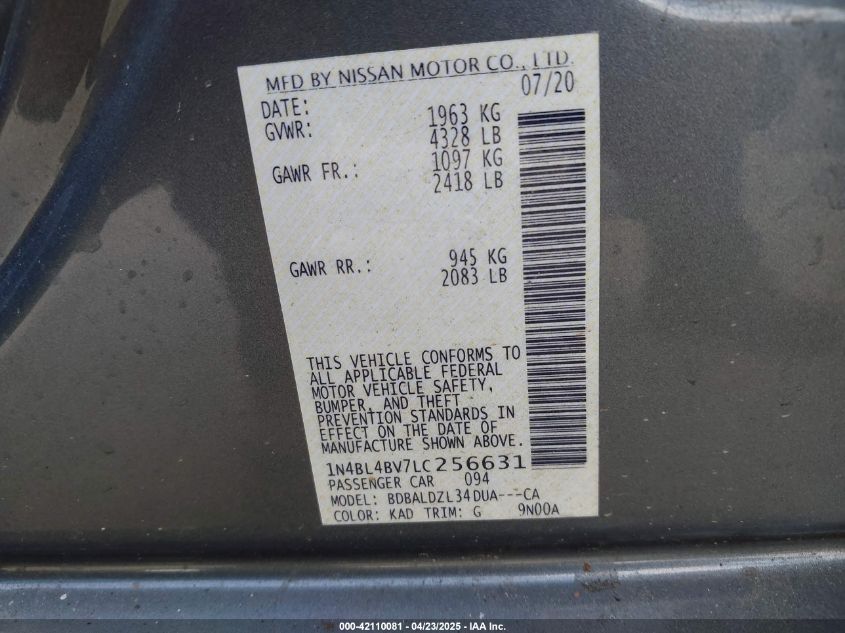 MFD BY NISSAN MOTOR CO., LTD.
DATE: 07/20
GVWR: 1963 KG
4328 LB
GAWR FR.: 1097 KG
2418 LB
GAWR RR.: 945 KG
2083 LB
THIS VEHICLE CONFORMS TO
ALL APPLICABLE FEDERAL
MOTOR VEHICLE SAFETY,
BUMPER, AND THEFT
PREVENTION STANDARDS IN
EFFECT ON THE DATE OF
MANUFACTURE SHOWN ABOVE.
1N4BL4BV7LC256631
PASSENGER CAR 094
MODEL: BDBALDZL34DUA---CA
COLOR: KAD TRIM: G 9N00A
000-42110081 - 04/23/2025 - IAA Inc.